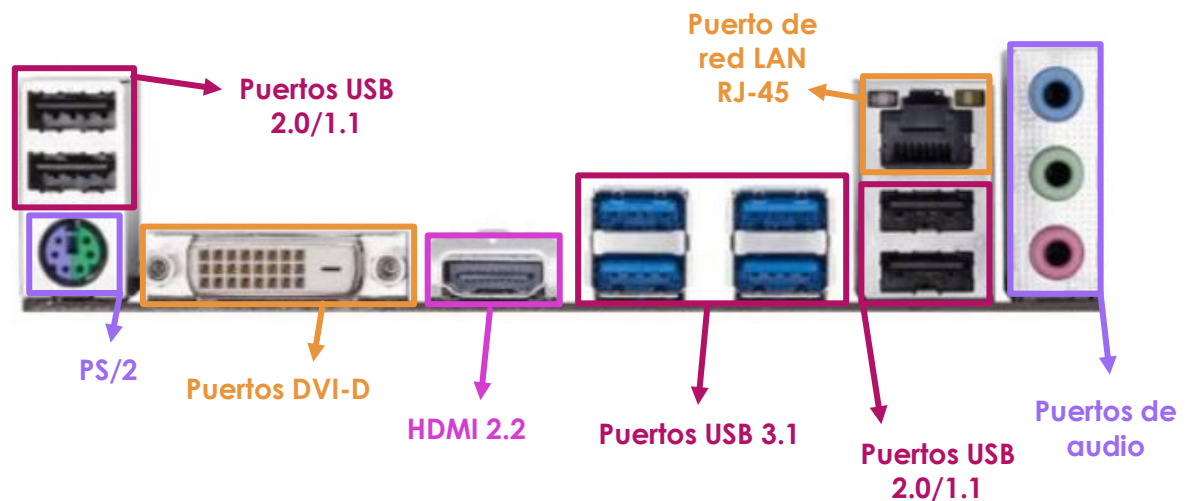 Puerto de
red LAN
RJ-45
Puertos USB
2.0/1.1
PS/2
Puertos DVI-D
HDMI 2.2
Puertos USB 3.1
Puertos USB
2.0/1.1
Puertos de
audio